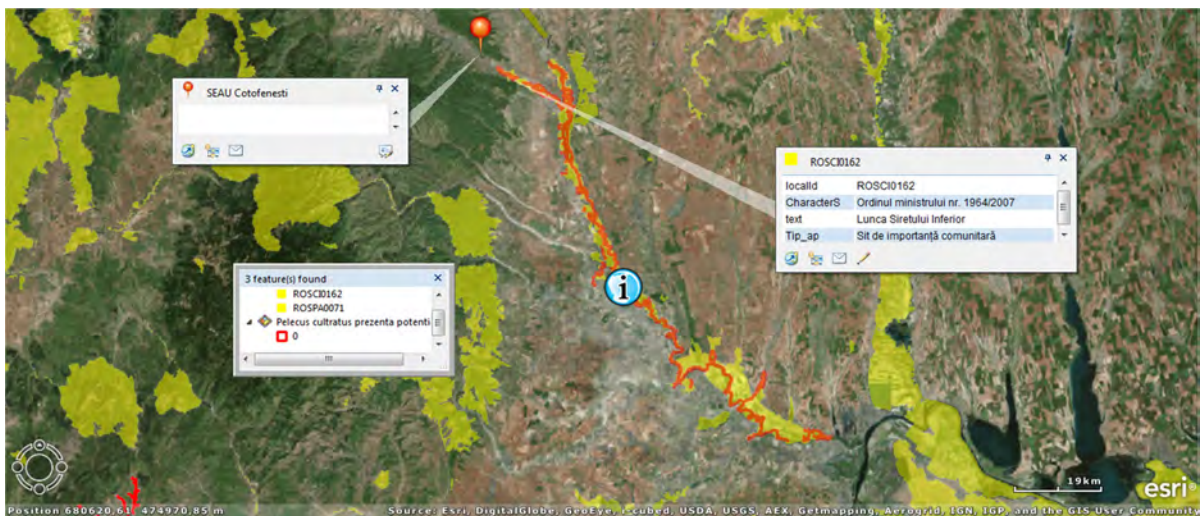 SEAU Cotofenesti
ROSCI0162
localId ROSCI0162
CharacterS Ordinul ministrului nr. 1964/2007
text Lunca Siretului Inferior
Tip_ap Sit de importanță comunitară
3 feature(s) found
ROSCI0162
ROSPA0071
Pelecus cultratus prezenta potenti
0
i
19km
esri
Position 680620,61 474970,85 m
Source: Esri, DigitalGlobe, GeoEye, i-cubed, USDA, USGS, AEX, Getmapping, Aerogrid, IGN, IGP, and the GIS User Community